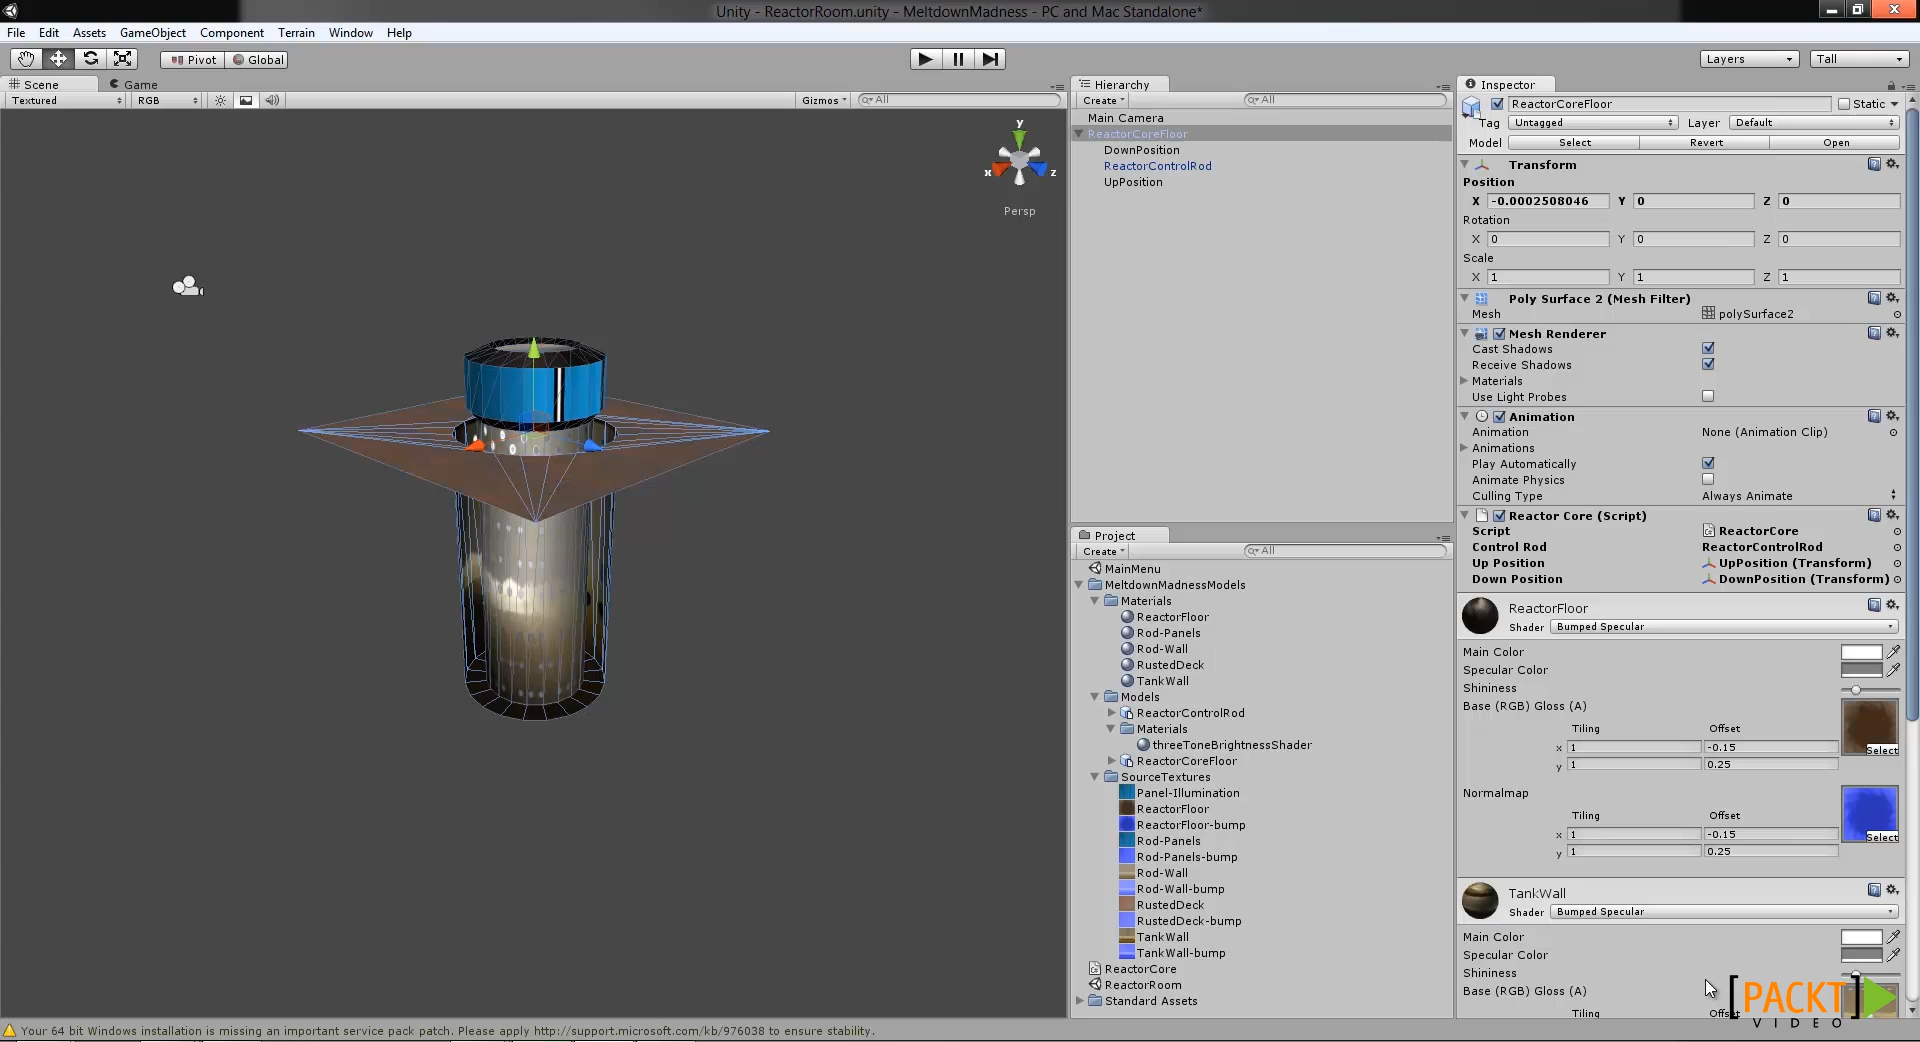 Unity - ReactorRoom.unity - MeltdownMadness - PC and Mac Standalone*
File Edit Assets GameObject Component Terrain Window Help
Pivot Global
Layers Tall
Scene Game
Textured RGB Gizmos All
y
x z
Persp
Hierarchy
Create All
Main Camera
ReactorCoreFloor
DownPosition
ReactorControlRod
UpPosition
Project
Create All
MainMenu
MeltdownMadnessModels
Materials
ReactorFloor
Rod-Panels
Rod-Wall
RustedDeck
TankWall
Models
ReactorControlRod
Materials
threeToneBrightnessShader
ReactorCoreFloor
SourceTextures
Panel-Illumination
ReactorFloor
ReactorFloor-bump
Rod-Panels
Rod-Panels-bump
Rod-Wall
Rod-Wall-bump
RustedDeck
RustedDeck-bump
TankWall
TankWall-bump
ReactorCore
ReactorRoom
Standard Assets
Inspector
ReactorCoreFloor Static
Tag Untagged Layer Default
Model Select Revert Open
Transform
Position
X -0.0002508046 Y 0 Z 0
Rotation
X 0 Y 0 Z 0
Scale
X 1 Y 1 Z 1
Poly Surface 2 (Mesh Filter)
Mesh polySurface2
Mesh Renderer
Cast Shadows
Receive Shadows
Materials
Use Light Probes
Animation
Animation None (Animation Clip)
Animations
Play Automatically
Animate Physics
Culling Type Always Animate
Reactor Core (Script)
Script ReactorCore
Control Rod ReactorControlRod
Up Position UpPosition (Transform)
Down Position DownPosition (Transform)
ReactorFloor
Shader Bumped Specular
Main Color
Specular Color
Shininess
Base (RGB) Gloss (A)
Tiling Offset
x 1 -0.15
y 1 0.25
Select
Normalmap
Tiling Offset
x 1 -0.15
y 1 0.25
Select
TankWall
Shader Bumped Specular
Main Color
Specular Color
Shininess
Base (RGB) Gloss (A)
Tiling
[PACKT]
VIDEO
Your 64 bit Windows installation is missing an important service pack patch. Please apply http://support.microsoft.com/kb/976038 to ensure stability.